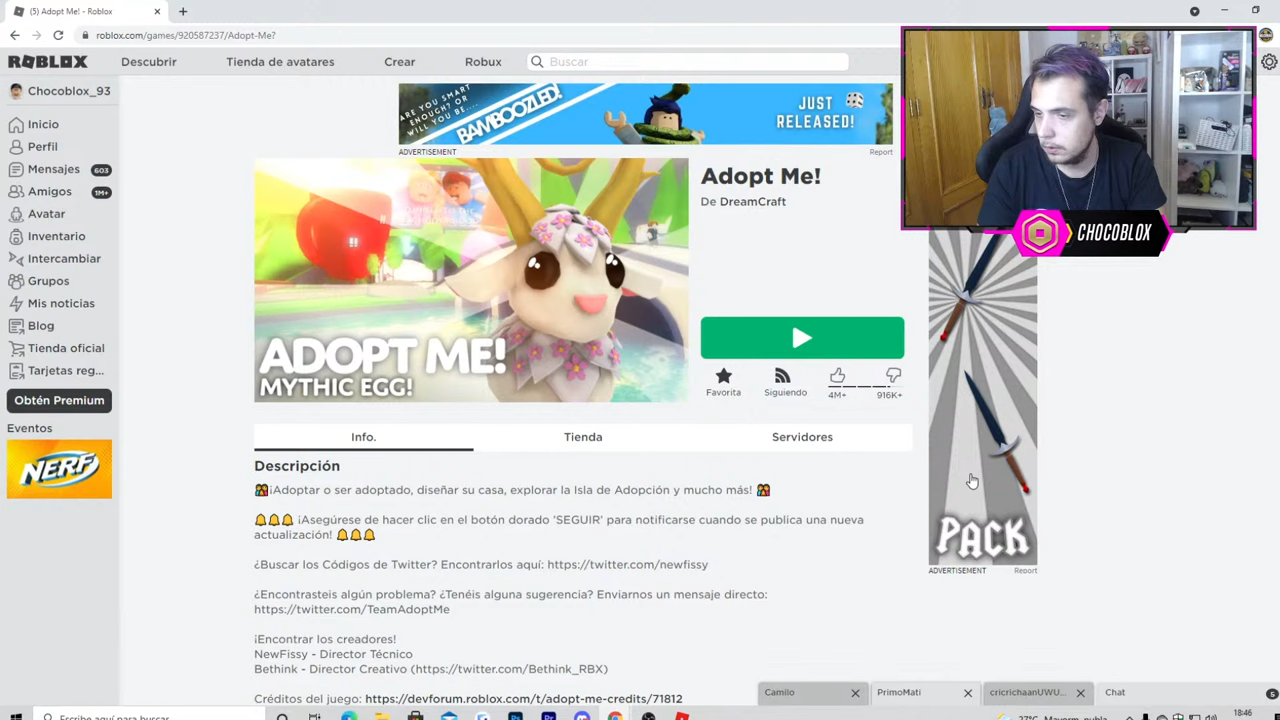 (5) Adopt Me! - Roblox
roblox.com/games/920587237/Adopt-Me?
ROBLOX
Descubrir
Tienda de avatares
Crear
Robux
Buscar
Chocoblox_93
Inicio
Perfil
Mensajes 603
Amigos 1M+
Avatar
Inventario
Intercambiar
Grupos
Mis noticias
Blog
Tienda oficial
Tarjetas reg...
Obtén Premium
Eventos
NERF
ARE YOU SMART ENOUGH? OR WILL YOU BE...
BAMBOOZLED!
JUST
RELEASED!
ADVERTISEMENT
Report
ADOPT ME!
MYTHIC EGG!
Adopt Me!
De DreamCraft
Favorita
Siguiendo
4M+
916K+
CHOCOBLOX
PACK
ADVERTISEMENT
Report
Info.
Tienda
Servidores
Descripción
¡Adoptar o ser adoptado, diseñar su casa, explorar la Isla de Adopción y mucho más!
¡Asegúrese de hacer clic en el botón dorado 'SEGUIR' para notificarse cuando se publica una nueva
actualización!
¿Buscar los Códigos de Twitter? Encontrarlos aquí: https://twitter.com/newfissy
¿Encontrasteis algún problema? ¿Tenéis alguna sugerencia? Enviarnos un mensaje directo:
https://twitter.com/TeamAdoptMe
¡Encontrar los creadores!
NewFissy - Director Técnico
Bethink - Director Creativo (https://twitter.com/Bethink_RBX)
Créditos del juego: https://devforum.roblox.com/t/adopt-me-credits/71812
Camilo
PrimoMati
cricrichaanUWU...
Chat
5
Escribe aquí para buscar
27°C Mayorm. nubla...
18:46